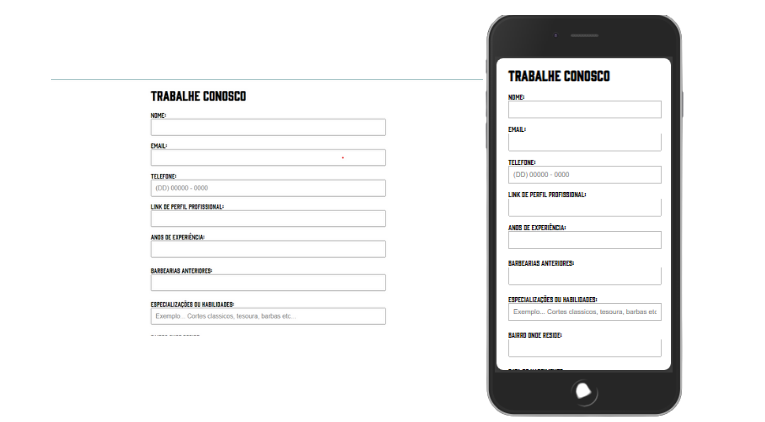 TRABALHE CONOSCO
NOME:
EMAIL:
TELEFONE:
(DD) 00000 - 0000
LINK DE PERFIL PROFISSIONAL:
ANOS DE EXPERIÊNCIA:
BARBEARIAS ANTERIORES:
ESPECIALIZAÇÕES OU HABILIDADES:
Exemplo... Cortes classicos, tesoura, barbas etc...
TRABALHE CONOSCO
NOME:
EMAIL:
TELEFONE:
(DD) 00000 - 0000
LINK DE PERFIL PROFISSIONAL:
ANOS DE EXPERIÊNCIA:
BARBEARIAS ANTERIORES:
ESPECIALIZAÇÕES OU HABILIDADES:
Exemplo... Cortes classicos, tesoura, barbas etc
BAIRRO ONDE RESIDE: